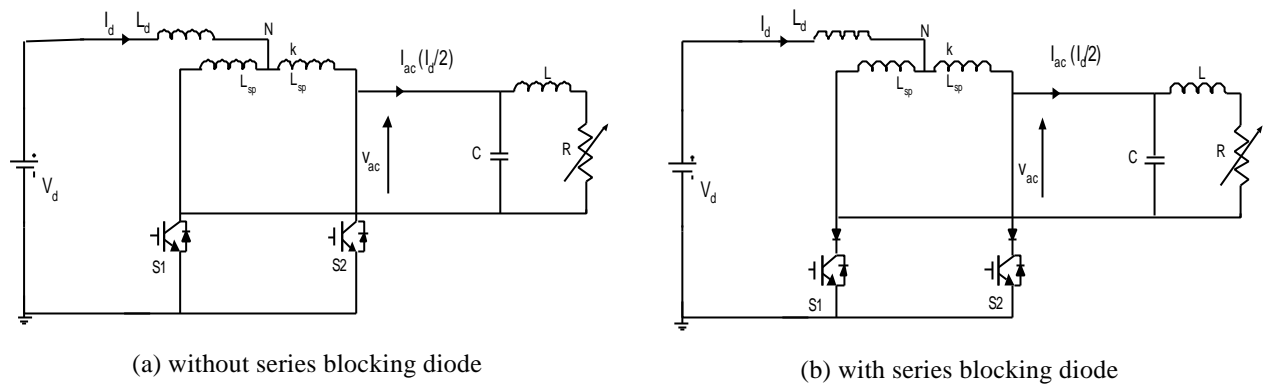 I_d L_d N
k
L_sp L_sp
I_ac (I_d/2)
L
C
R
v_ac
+
V_d
S1
S2
(a) without series blocking diode
I_d L_d N
k
L_sp L_sp
I_ac (I_d/2)
L
C
R
v_ac
V_d
S1
S2
(b) with series blocking diode